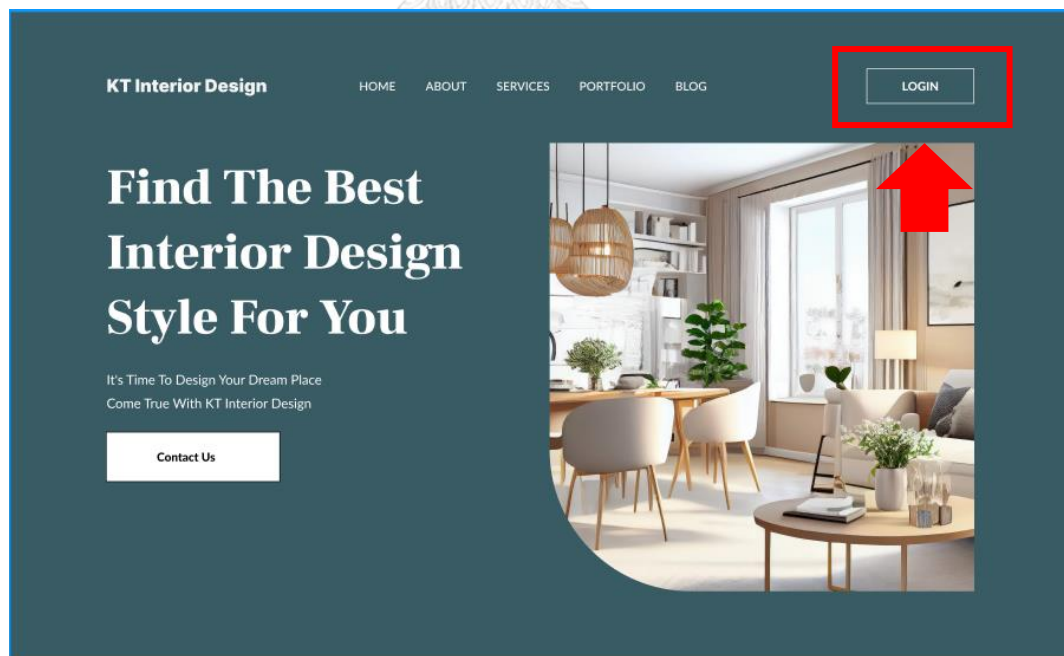 KT Interior Design
HOME ABOUT SERVICES PORTFOLIO BLOG
LOGIN
Find The Best
Interior Design
Style For You
It's Time To Design Your Dream Place
Come True With KT Interior Design
Contact Us